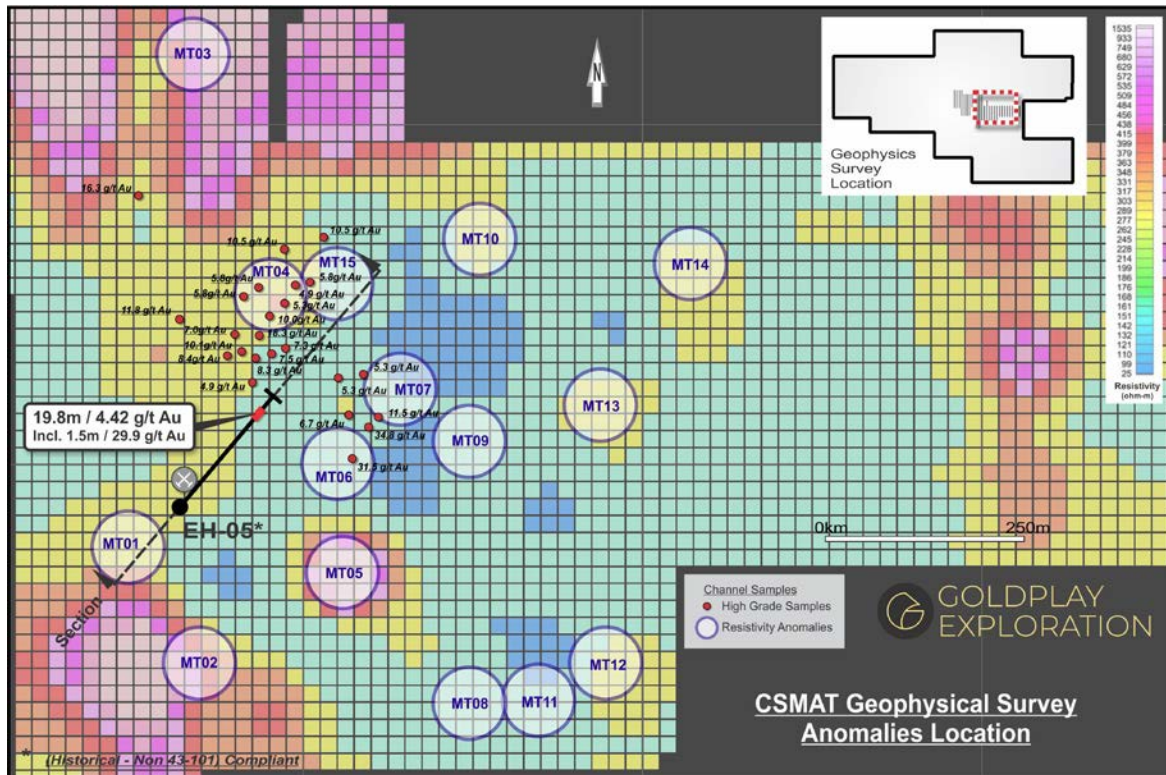 MT03
N
Geophysics
Survey
Location
1535
933
749
680
629
572
535
509
484
456
438
415
399
377
363
348
331
317
303
289
277
262
245
228
214
199
186
176
168
161
151
142
132
121
110
99
25
Resistivity
(ohm-m)
16.3 g/t Au
10.5 g/t Au
10.5 g/t Au
MT10
MT15
MT14
5.8g/t Au
MT04
5.8g/t Au
4.9 g/t Au
5.8g/t Au
5.3 g/t Au
11.8 g/t Au
10.0g/t Au
7.0g/t Au
16.3 g/t Au
10.1g/t Au
7.3 g/t Au
8.4g/t Au
7.5 g/t Au
8.3 g/t Au
5.3 g/t Au
4.9 g/t Au
5.3 g/t Au
MT07
MT13
19.8m / 4.42 g/t Au
Incl. 1.5m / 29.9 g/t Au
11.5 g/t Au
6.7 g/t Au
34.8 g/t Au
MT09
MT06
31.5 g/t Au
EH-05*
0km
250m
MT01
MT05
Section
Channel Samples
High Grade Samples
Resistivity Anomalies
GOLDPLAY
EXPLORATION
MT02
MT12
MT08
MT11
CSMAT Geophysical Survey
Anomalies Location
* (Historical - Non 43-101) Compliant